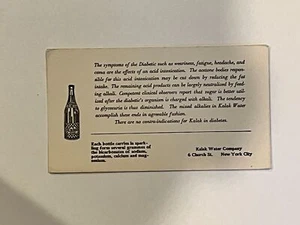 The symptoms of the Diabetic such as weariness, fatigue, headache, and
coma are the effects of an acid intoxication. The acetone bodies respon-
sible for this acid intoxication may be cut down by reducing the fat
intake. The remaining acid products can be largely neutralized by feed-
ing alkali. Competent clinical observers report that sugar is better util-
ized after the diabetic's organism is charged with alkali. The tendency
to glycosuria is thus diminished. The mixed alkalies in Kalak Water
accomplish these ends in agreeable fashion.
There are no contra-indications for Kalak in diabetes.
Each bottle carries in spark-
ling form several grammes of
the bicarbonates of sodium,
potassium, calcium and mag-
nesium.
Kalak Water Company
6 Church St. New York City